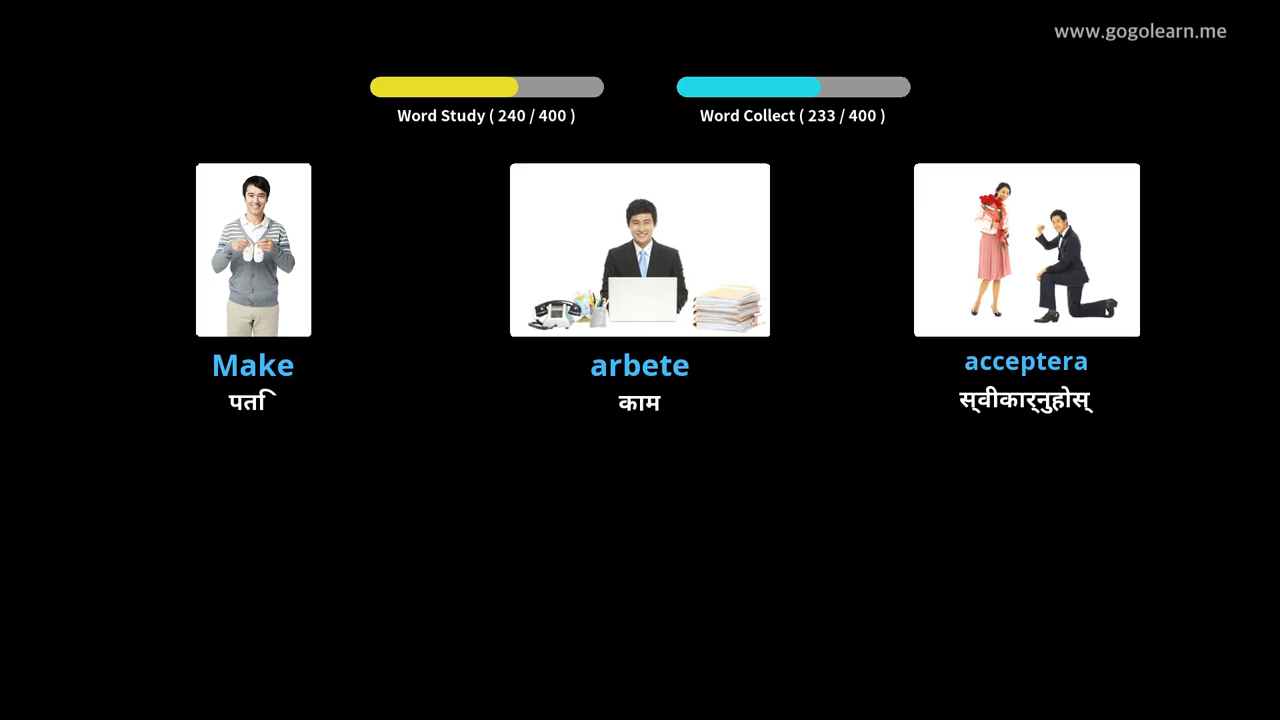 www.gogolearn.me
Word Study ( 240 / 400 )
Word Collect ( 233 / 400 )
Make
पति
arbete
काम
acceptera
स्वीकार्नुहोस्